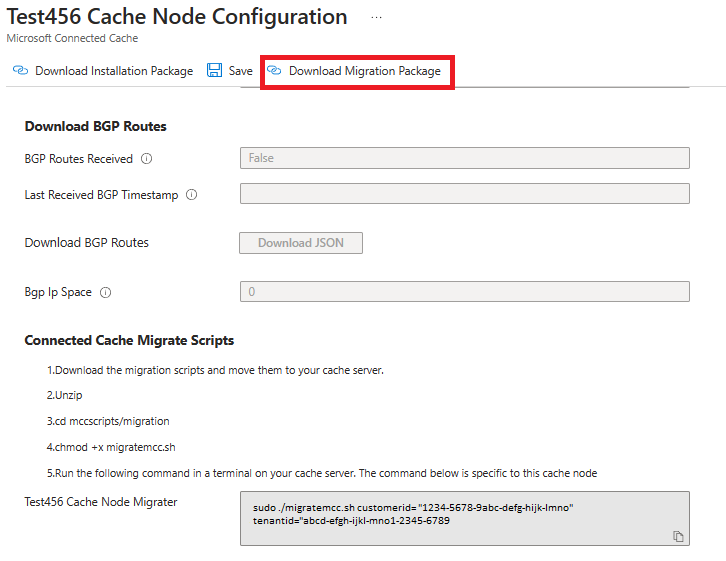 Test456 Cache Node Configuration ...
Microsoft Connected Cache
Download Installation Package Save Download Migration Package
Download BGP Routes
BGP Routes Received False
Last Received BGP Timestamp
Download BGP Routes Download JSON
Bgp Ip Space 0
Connected Cache Migrate Scripts
1.Download the migration scripts and move them to your cache server.
2.Unzip
3.cd mccscripts/migration
4.chmod +x migratemcc.sh
5.Run the following command in a terminal on your cache server. The command below is specific to this cache node
Test456 Cache Node Migrater
sudo ./migratemcc.sh customerid="1234-5678-9abc-defg-hijk-lmno"
tenantid="abcd-efgh-ijkl-mno1-2345-6789